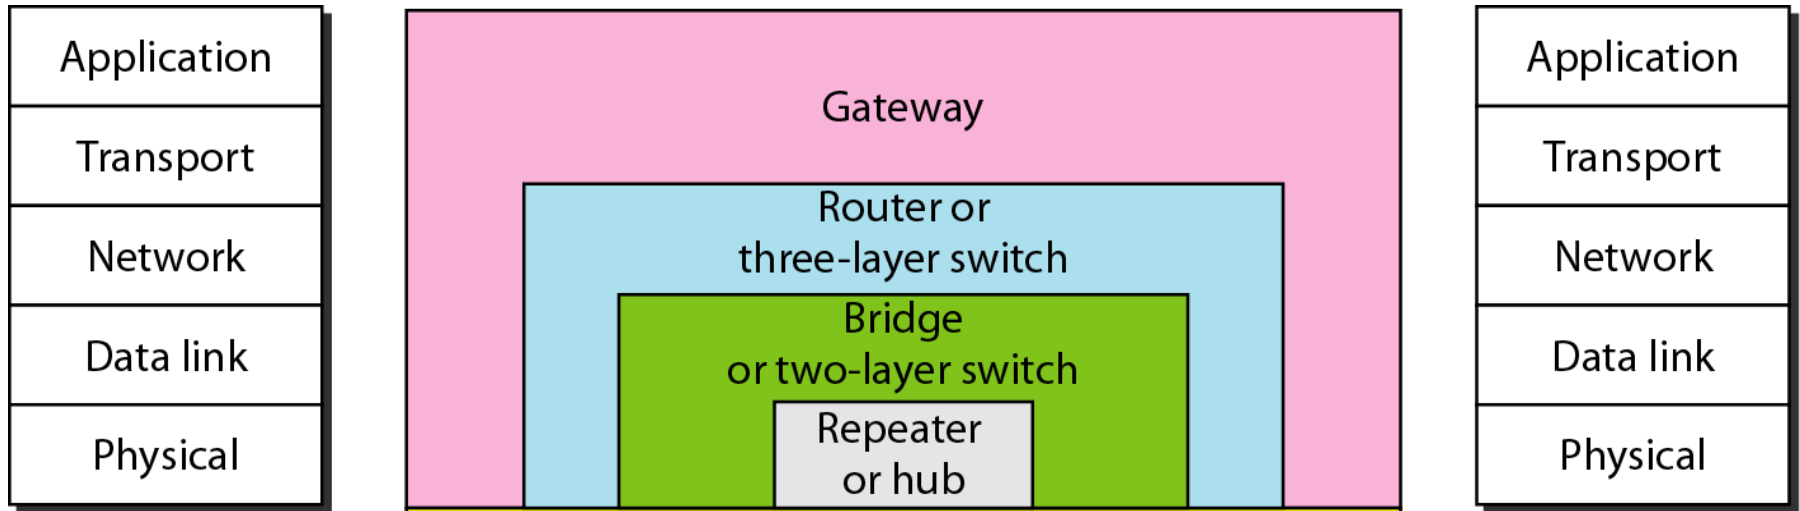 Application
Transport
Network
Data link
Physical
Gateway
Router or
three-layer switch
Bridge
or two-layer switch
Repeater
or hub
Application
Transport
Network
Data link
Physical